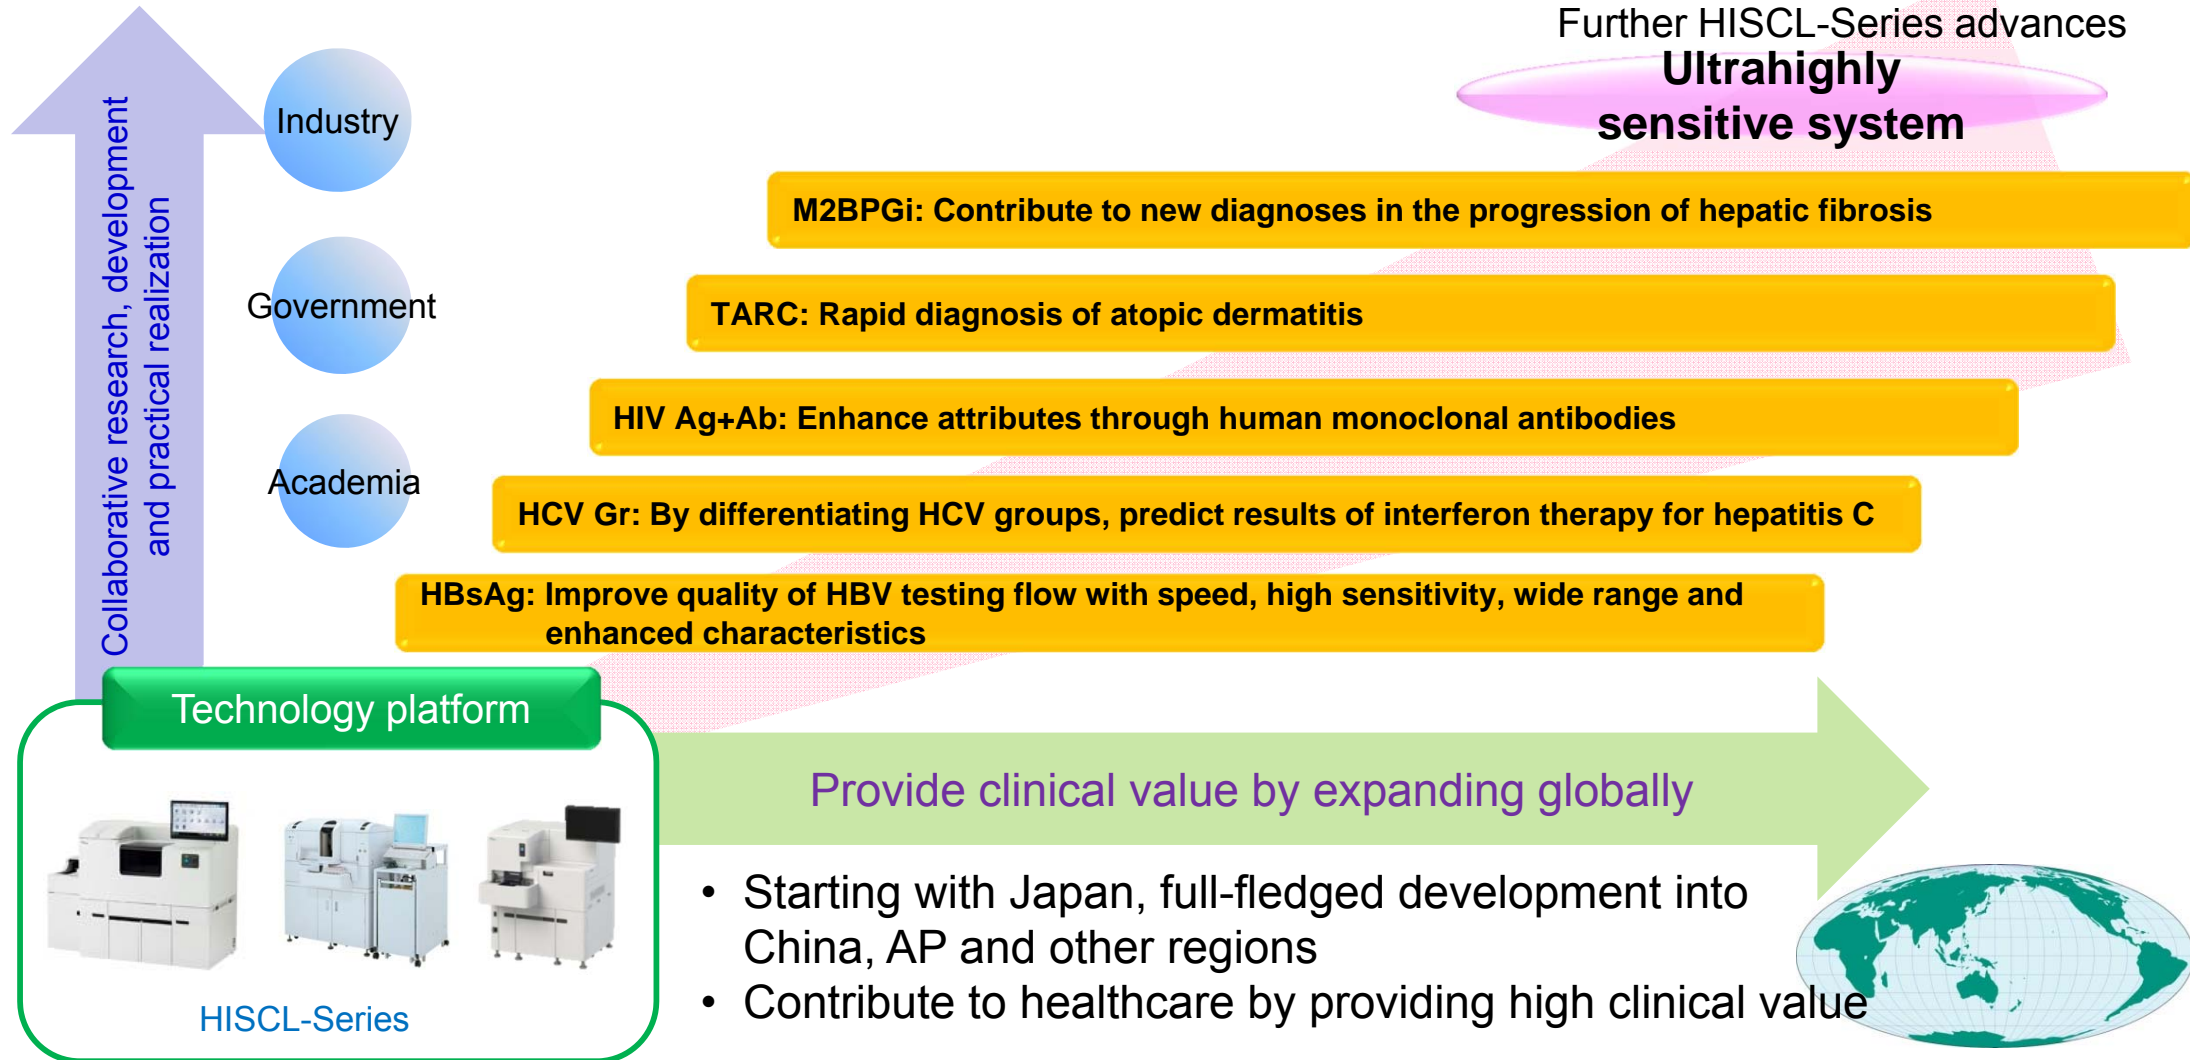 Further HISCL-Series advances
Ultrahighly
sensitive system
Collaborative research, development
and practical realization
Industry
Government
Academia
M2BPGi: Contribute to new diagnoses in the progression of hepatic fibrosis
TARC: Rapid diagnosis of atopic dermatitis
HIV Ag+Ab: Enhance attributes through human monoclonal antibodies
HCV Gr: By differentiating HCV groups, predict results of interferon therapy for hepatitis C
HBsAg: Improve quality of HBV testing flow with speed, high sensitivity, wide range and
enhanced characteristics
Technology platform
HISCL-Series
Provide clinical value by expanding globally
• Starting with Japan, full-fledged development into
China, AP and other regions
• Contribute to healthcare by providing high clinical value